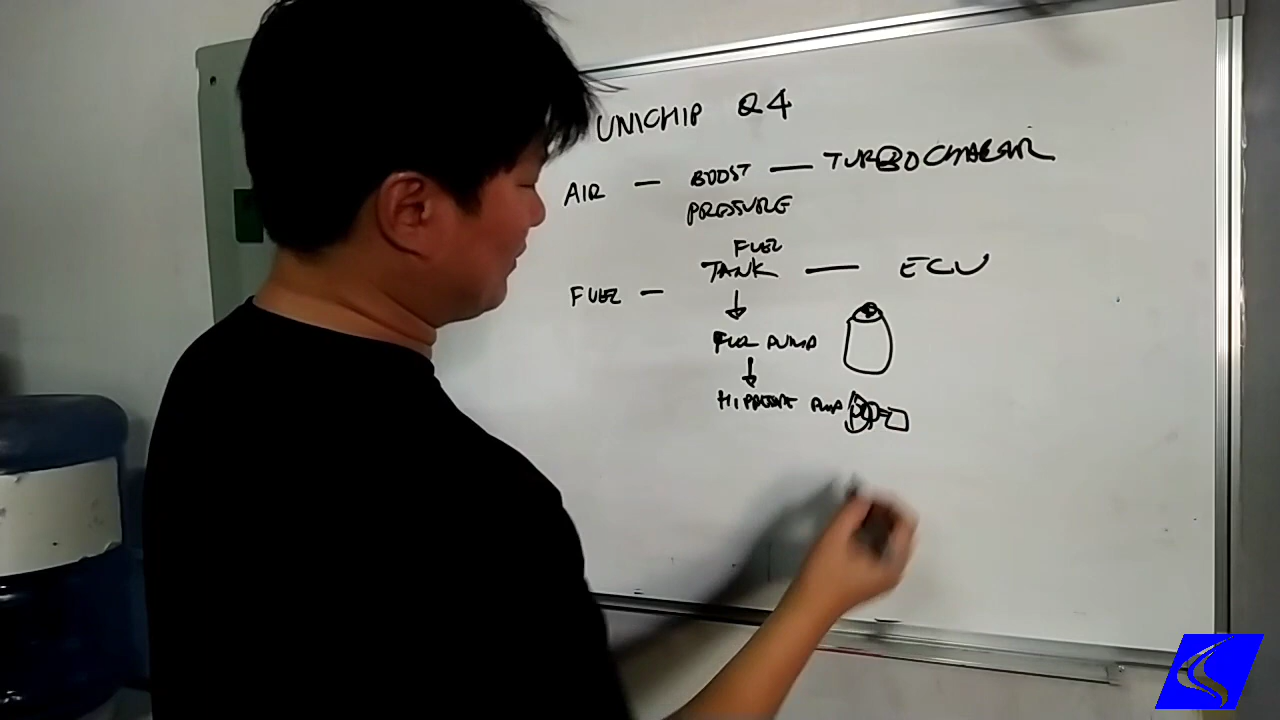 UNICHIP Q4
AIR — BOOST PRESSURE — TURBOCHARGER
FUEL — FUEL TANK — ECU
FUEL PUMP
HI PRESSURE PUMP